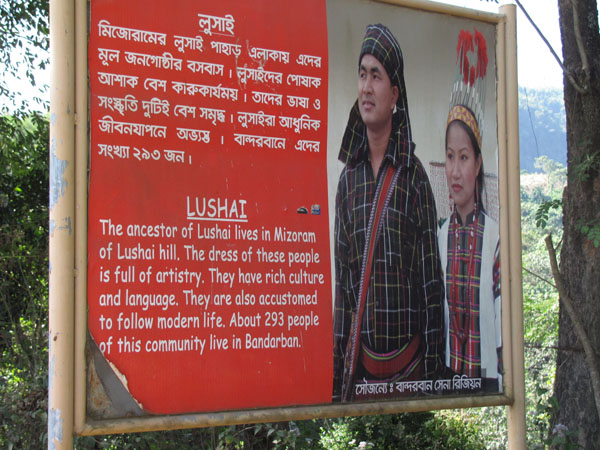 লুসাই
মিজোরামের লুসাই পাহাড় এলাকায় এদের
মূল জনগোষ্ঠীর বসবাস । লুসাইদের পোষাক
আশাক বেশ কারুকার্যময় । তাদের ভাষা ও
সংস্কৃতি দুটিই বেশ সমৃদ্ধ । লুসাইরা আধুনিক
জীবনযাপনে অভ্যস্ত । বান্দরবানে এদের
সংখ্যা ২৯৩ জন ।
LUSHAI
The ancestor of Lushai lives in Mizoram
of Lushai hill. The dress of these people
is full of artistry. They have rich culture
and language. They are also accustomed
to follow modern life. About 293 people
of this community live in Bandarban.
সৌজন্যে ঃ বান্দরবান সেনা রিজিয়ন